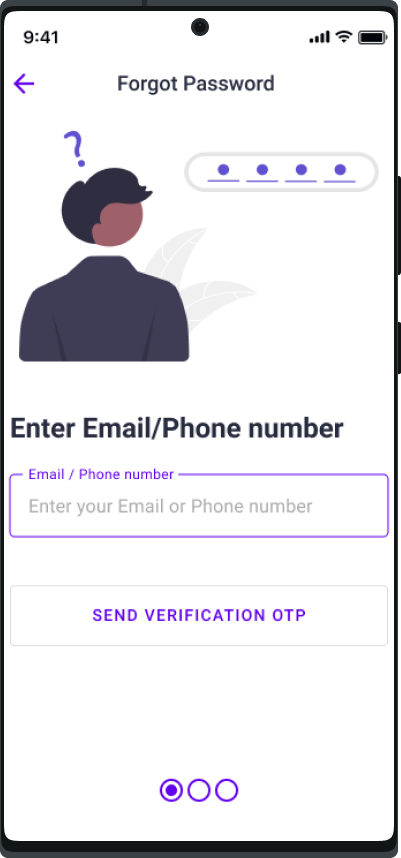 9:41
Forgot Password
?
Enter Email/Phone number
Email / Phone number
Enter your Email or Phone number
SEND VERIFICATION OTP